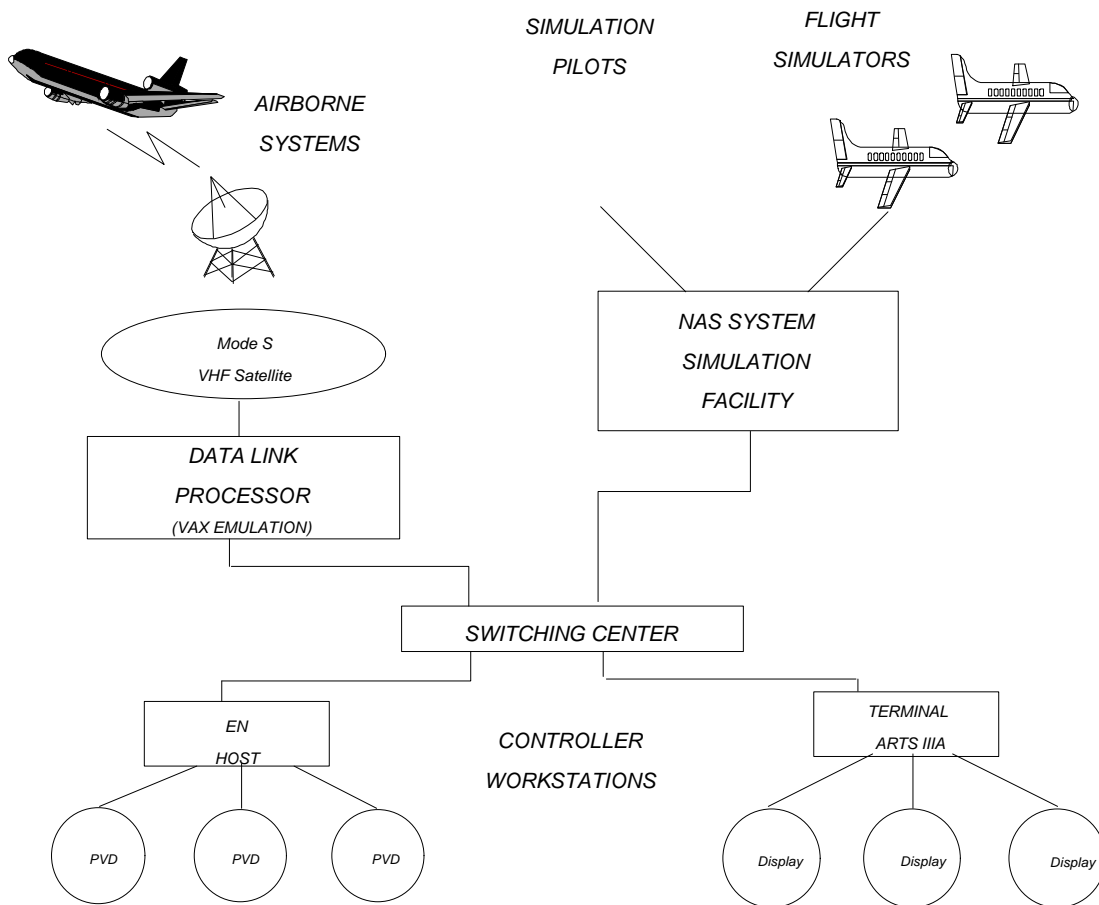 SIMULATION
PILOTS
FLIGHT
SIMULATORS
AIRBORNE
SYSTEMS
Mode S
VHF Satellite
NAS SYSTEM
SIMULATION
FACILITY
DATA LINK
PROCESSOR
(VAX EMULATION)
SWITCHING CENTER
EN
HOST
CONTROLLER
WORKSTATIONS
TERMINAL
ARTS IIIA
PVD
PVD
PVD
Display
Display
Display